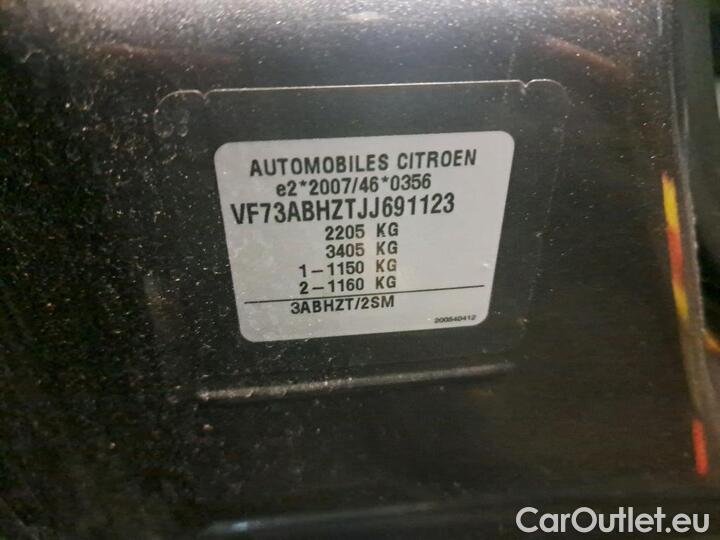 AUTOMOBILES CITROEN
e2*2007/46*0356
VF73ABHZTJJ691123
2205 KG
3405 KG
1-1150 KG
2-1160 KG
3ABHZT/2SM
200540412
CarOutlet.eu